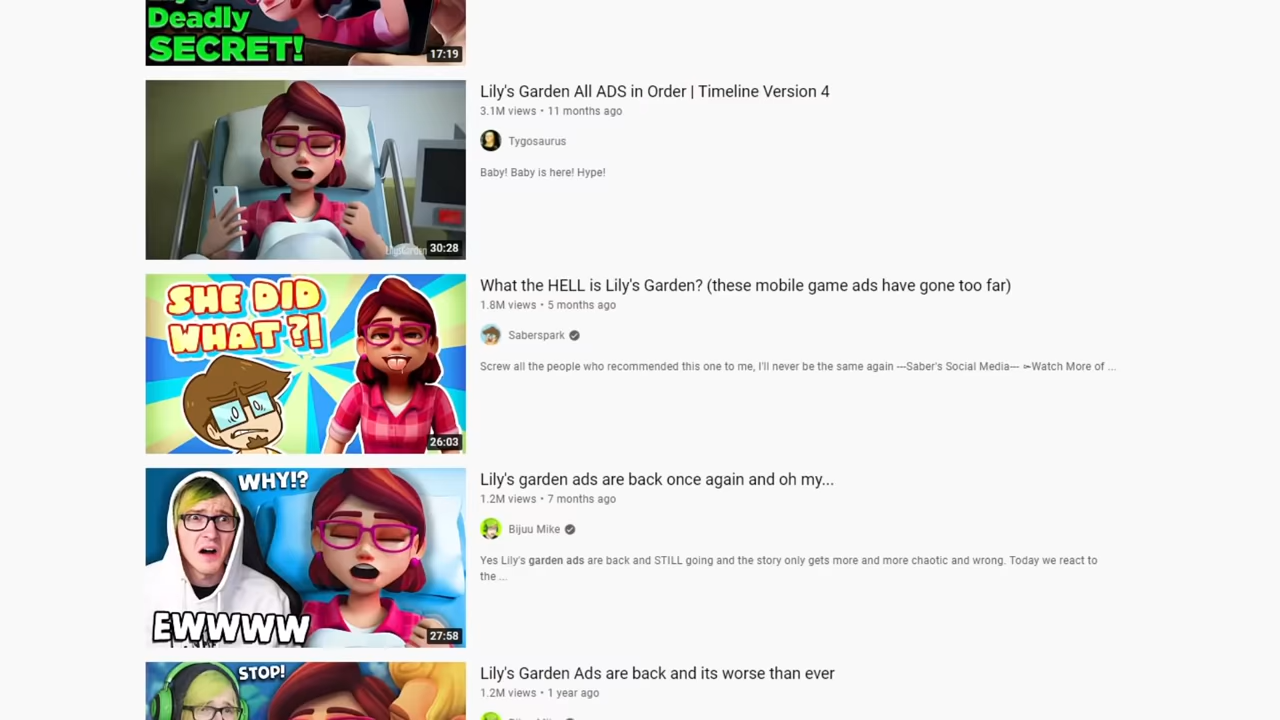 Deadly
SECRET!
17:19
Lily's Garden All ADS in Order | Timeline Version 4
3.1M views • 11 months ago
Tygosaurus
Baby! Baby is here! Hype!
30:28
SHE DID
WHAT?!
26:03
What the HELL is Lily's Garden? (these mobile game ads have gone too far)
1.8M views • 5 months ago
Saberspark
Screw all the people who recommended this one to me, I'll never be the same again ---Saber's Social Media--- ➣Watch More of ...
WHY!?
EWWWW
27:58
Lily's garden ads are back once again and oh my...
1.2M views • 7 months ago
Bijuu Mike
Yes Lily's garden ads are back and STILL going and the story only gets more and more chaotic and wrong. Today we react to
the ...
STOP!
Lily's Garden Ads are back and its worse than ever
1.2M views • 1 year ago